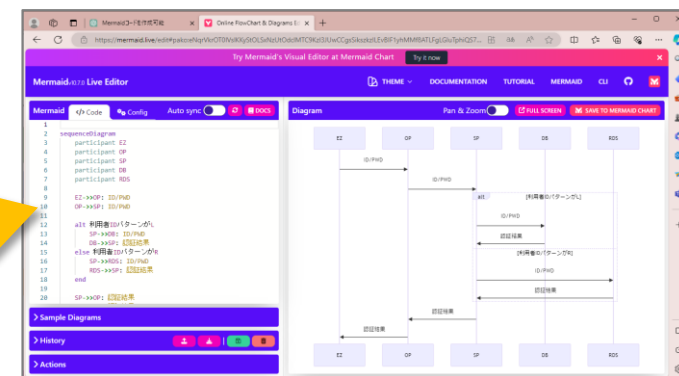 Mermaidコードを作成可能
Online FlowChart & Diagrams Ed
Try Mermaid's Visual Editor at Mermaid Chart
Try it now
Mermaid v10.7.0 Live Editor
THEME
DOCUMENTATION
TUTORIAL
MERMAID
CLI
Mermaid
Code
Config
Auto sync
DOCS
Diagram
Pan & Zoom
FULL SCREEN
SAVE TO MERMAID CHART
1
2 sequenceDiagram
3 participant EZ
4 participant OP
5 participant SP
6 participant DB
7 participant RDS
8
9 EZ->>OP: ID/PWD
10 OP->>SP: ID/PWD
11
12 alt 利用者IDパターンがL
13 SP->>DB: ID/PWD
14 DB->>SP: 認証結果
15 else 利用者IDパターンがR
16 SP->>RDS: ID/PWD
17 RDS->>SP: 認証結果
18 end
19
20 SP->>OP: 認証結果
EZ
OP
SP
DB
RDS
ID/PWD
ID/PWD
alt
[利用者IDパターンがL]
ID/PWD
認証結果
[利用者IDパターンがR]
ID/PWD
認証結果
認証結果
認証結果
EZ
OP
SP
DB
RDS
Sample Diagrams
History
Actions